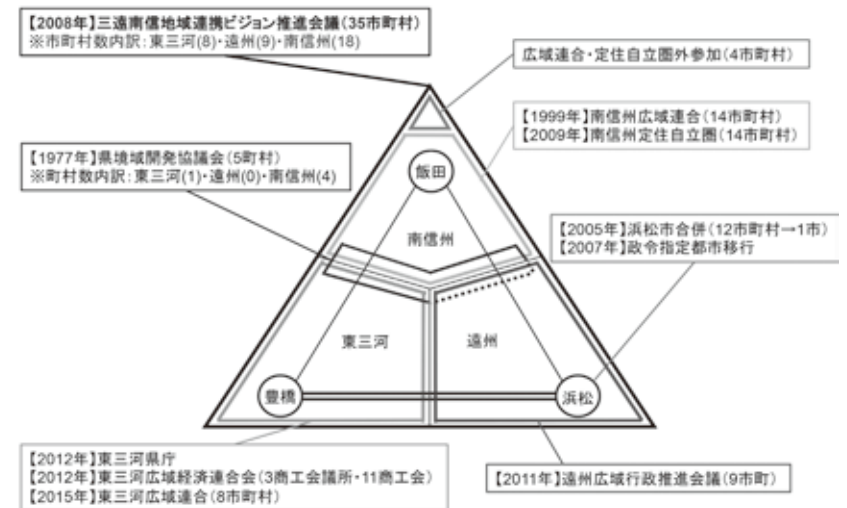 【2008年】三遠南信地域連携ビジョン推進会議(35市町村)
※市町村数内訳:東三河(8)・遠州(9)・南信州(18)
広域連合・定住自立圏外参加(4市町村)
【1999年】南信州広域連合(14市町村)
【2009年】南信州定住自立圏(14市町村)
【1977年】県境域開発協議会(5町村)
※町村数内訳:東三河(1)・遠州(0)・南信州(4)
飯田
南信州
【2005年】浜松市合併(12市町村→1市)
【2007年】政令指定都市移行
東三河
遠州
豊橋
浜松
【2012年】東三河県庁
【2012年】東三河広域経済連合会(3商工会議所・11商工会)
【2015年】東三河広域連合(8市町村)
【2011年】遠州広域行政推進会議(9市町)